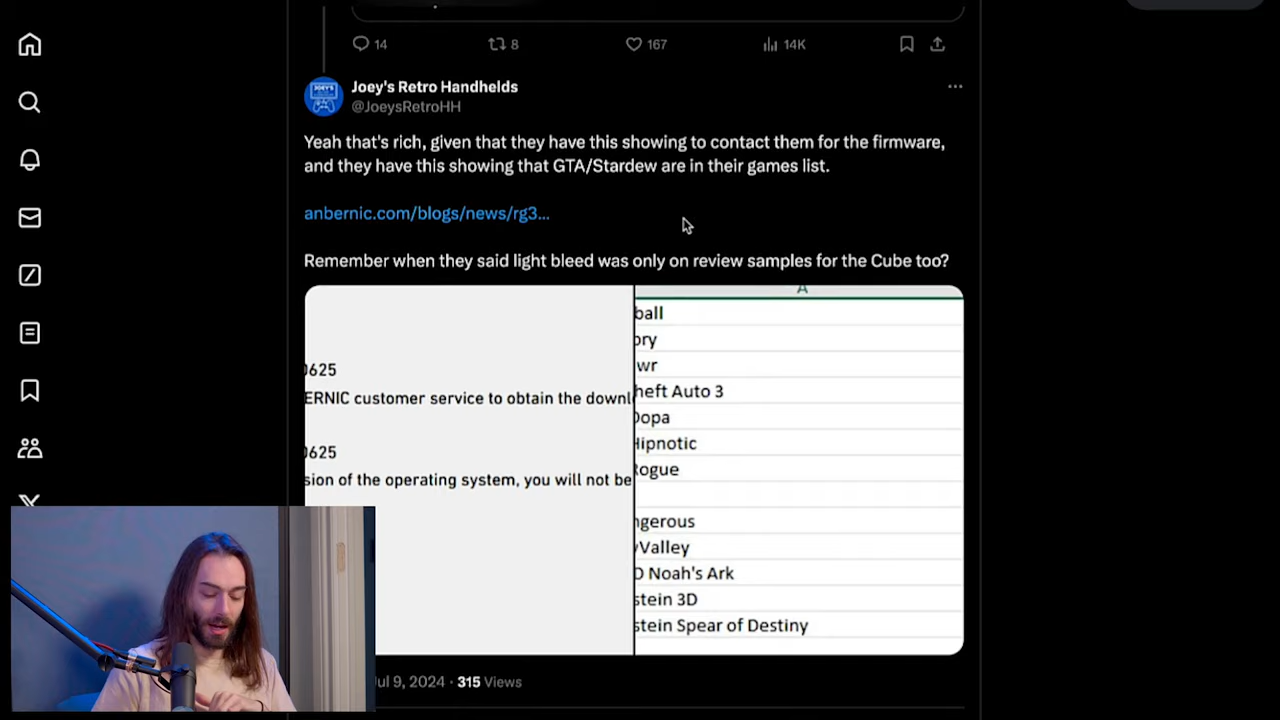 14 8 167 14K
Joey's Retro Handhelds
@JoeysRetroHH
Yeah that's rich, given that they have this showing to contact them for the firmware,
and they have this showing that GTA/Stardew are in their games list.
anbernic.com/blogs/news/rg3...
Remember when they said light bleed was only on review samples for the Cube too?
0625
ERNIC customer service to obtain the downl
0625
sion of the operating system, you will not be
A
ball
ory
wr
heft Auto 3
Dopa
Hipnotic
Rogue
ngerous
Valley
D Noah's Ark
stein 3D
stein Spear of Destiny
Jul 9, 2024 · 315 Views